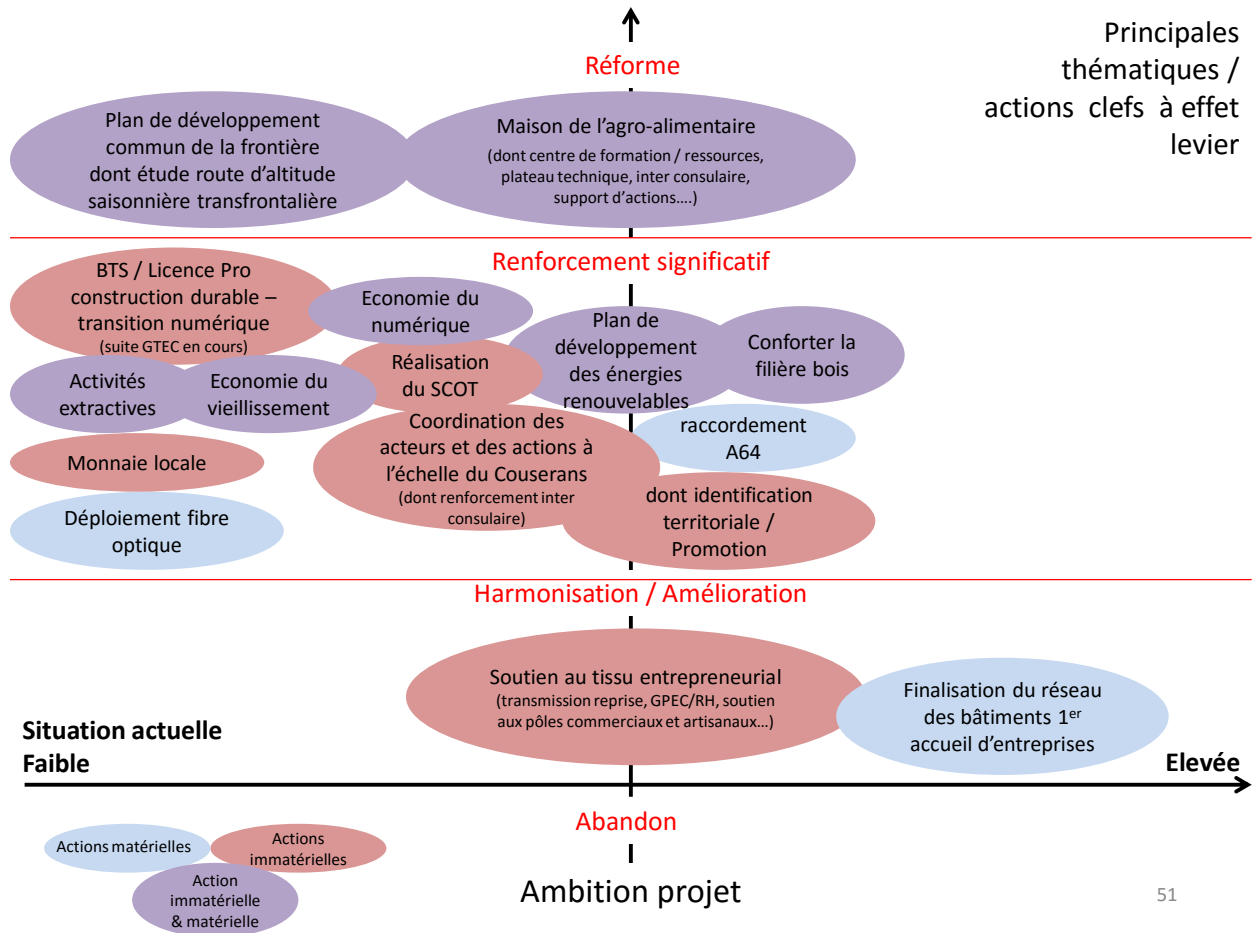 Principales
thématiques /
actions clefs à effet
levier
Réforme
Plan de développement
commun de la frontière
dont étude route d'altitude
saisonnière transfrontalière
Maison de l'agro-alimentaire
(dont centre de formation / ressources,
plateau technique, inter consulaire,
support d'actions….)
Renforcement significatif
BTS / Licence Pro
construction durable –
transition numérique
(suite GTEC en cours)
Economie du
numérique
Plan de
développement
des énergies
renouvelables
Conforter la
filière bois
Activités
extractives
Economie du
vieillissement
Réalisation
du SCOT
Coordination des
acteurs et des actions à
l'échelle du Couserans
(dont renforcement inter
consulaire)
raccordement
A64
Monnaie locale
dont identification
territoriale /
Promotion
Déploiement fibre
optique
Harmonisation / Amélioration
Soutien au tissu entrepreneurial
(transmission reprise, GPEC/RH, soutien
aux pôles commerciaux et artisanaux…)
Finalisation du réseau
des bâtiments 1er
accueil d'entreprises
Situation actuelle
Faible
Elevée
Abandon
Actions matérielles
Actions
immatérielles
Action
immatérielle
& matérielle
Ambition projet
51